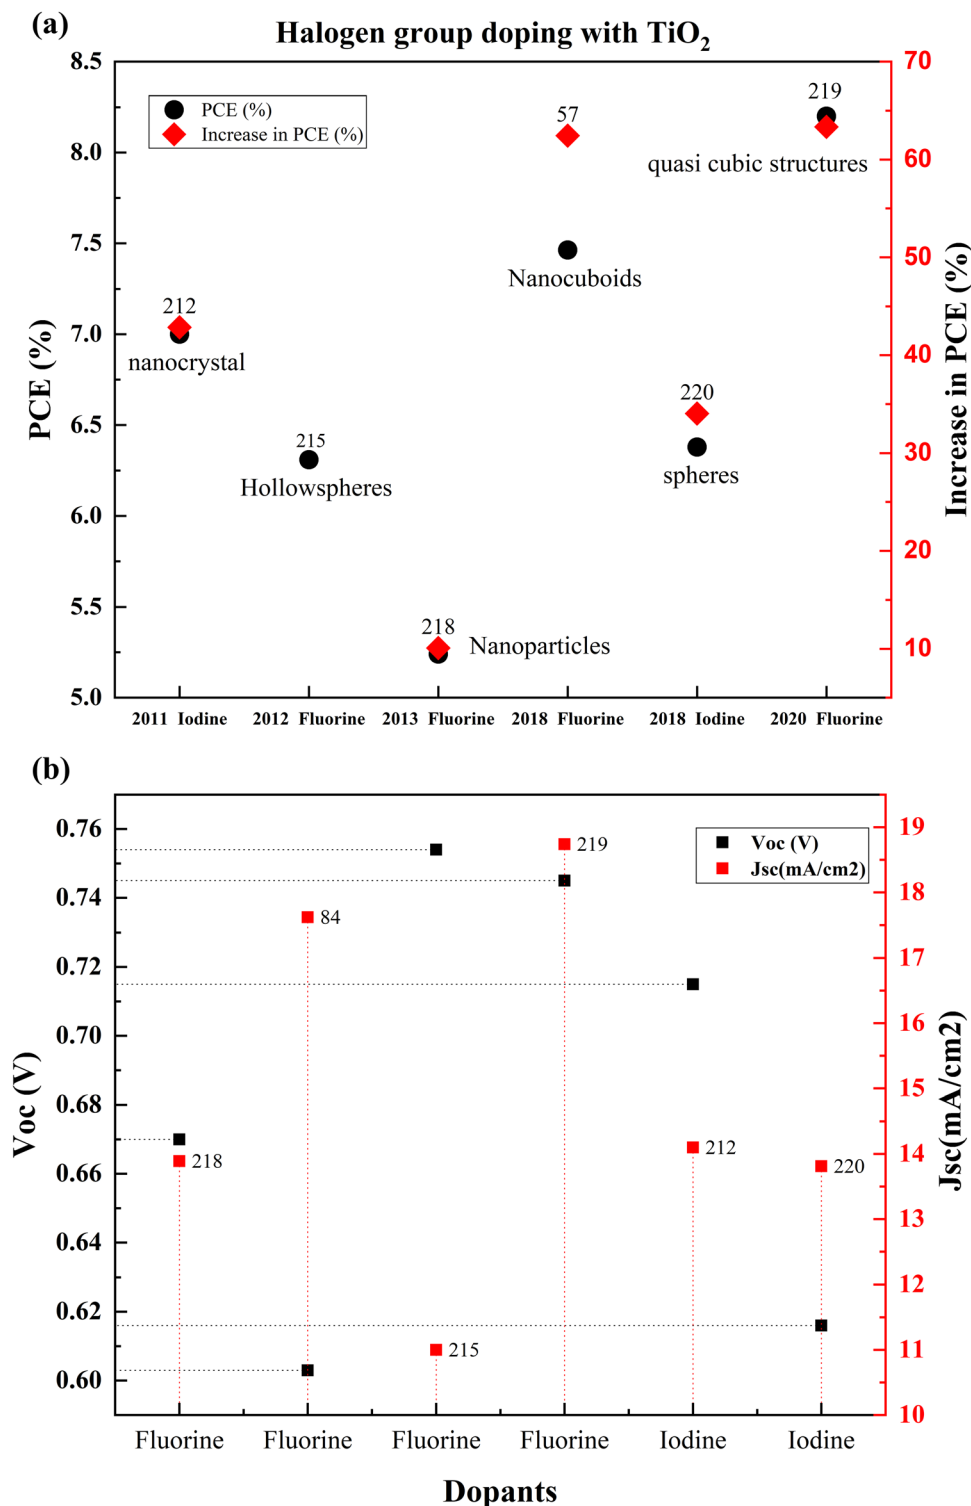 (a)
Halogen group doping with TiO₂
8.5
8.0
7.5
7.0
6.5
6.0
5.5
5.0
PCE (%)
70
60
50
40
30
20
10
Increase in PCE (%)
PCE (%)
Increase in PCE (%)
212
nanocrystal
215
Hollowspheres
218
Nanoparticles
57
Nanocuboids
220
spheres
219
quasi cubic structures
2011 Iodine
2012 Fluorine
2013 Fluorine
2018 Fluorine
2018 Iodine
2020 Fluorine
(b)
0.76
0.74
0.72
0.70
0.68
0.66
0.64
0.62
0.60
Voc (V)
19
18
17
16
15
14
13
12
11
10
Jsc(mA/cm2)
Voc (V)
Jsc(mA/cm2)
218
84
215
219
212
220
Fluorine
Fluorine
Fluorine
Fluorine
Iodine
Iodine
Dopants